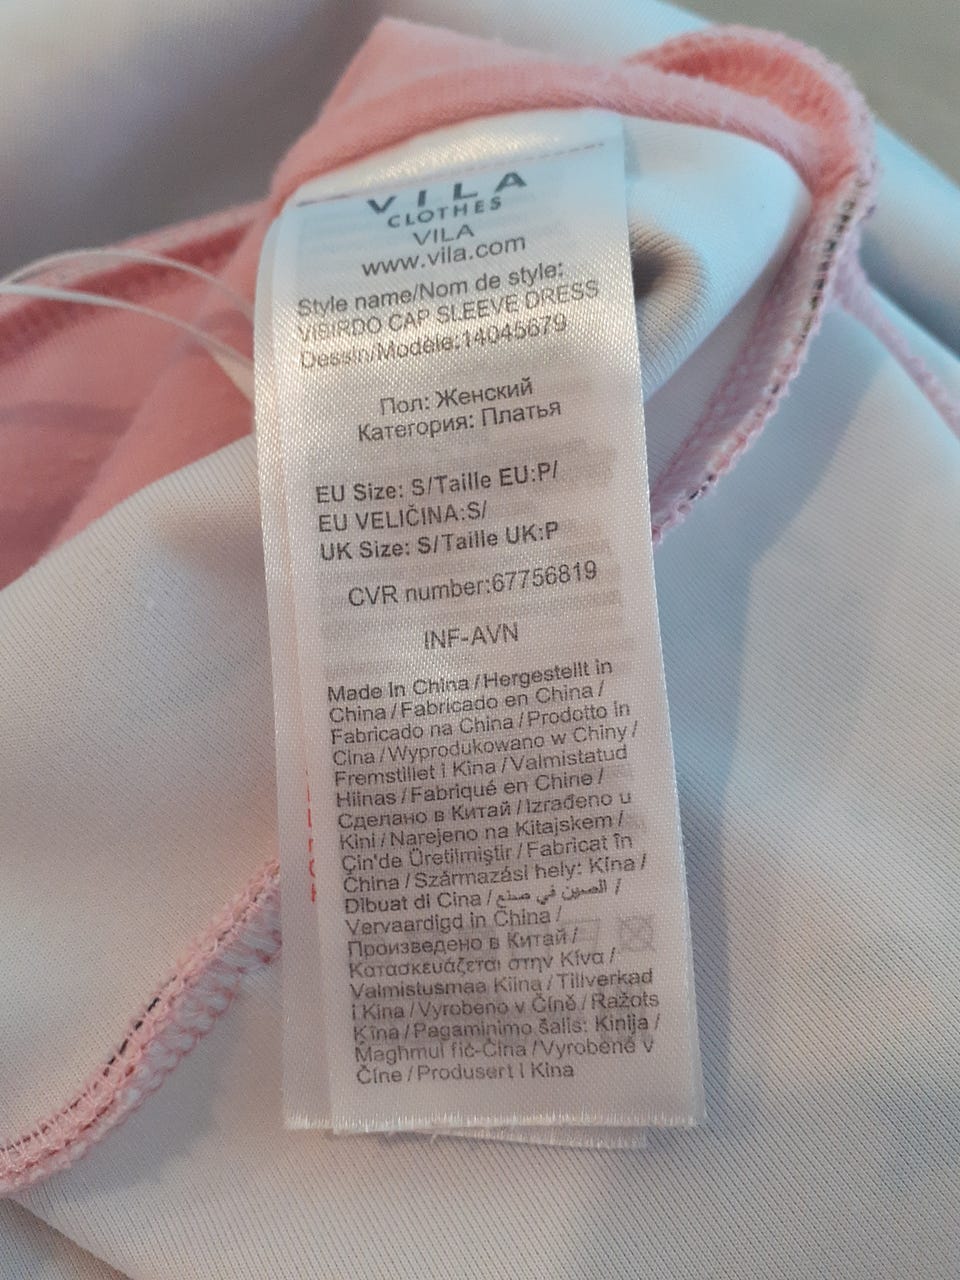 VILA
CLOTHES
VILA
www.vila.com
Style name/Nom de style:
VIBIRDO CAP SLEEVE DRESS
Dessin/Modèle:14045679
Пол: Женский
Категория: Платья
EU Size: S/Taille EU:P/
EU VELIČINA:S/
UK Size: S/Taille UK:P
CVR number:67756819
INF-AVN
Made In China / Hergestellt in
China / Fabricado en China /
Fabricado na China / Prodotto in
Cina / Wyprodukowano w Chiny /
Fremstillet i Kina / Valmistatud
Hiinas / Fabriqué en Chine /
Сделано в Китай / Izrađeno u
Kini / Narejeno na Kitajskem /
Çin'de Üretilmiştir / Fabricat în
China / Származási hely: Kína /
Dibuat di Cina / الصين في صنع /
Vervaardigd in China /
Произведено в Китай /
Κατασκευάζεται στην Κίνα /
Valmistusmaa Kiina / Tillverkad
i Kina / Vyrobeno v Číně / Ražots
Ķīna / Pagaminimo šalis: Kinija /
Maghmul fiċ-Ċina / Vyrobené v
Číne / Produsert i Kina